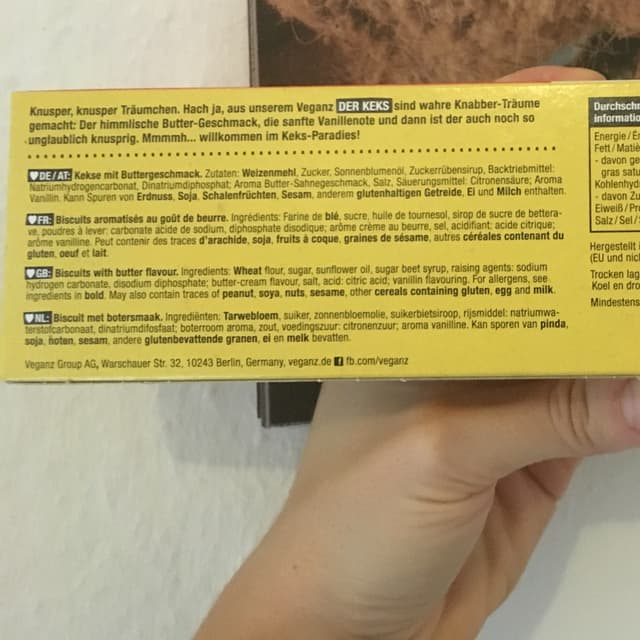 Knusper, knusper Träumchen. Hach ja, aus unserem Veganz DER KEKS sind wahre Knabber-Träume
gemacht: Der himmlische Butter-Geschmack, die sanfte Vanillenote und dann ist der auch noch so
unglaublich knusprig. Mmmmh... willkommen im Keks-Paradies!
DE/AT: Kekse mit Buttergeschmack. Zutaten: Weizenmehl, Zucker, Sonnenblumenöl, Zuckerrübensirup, Backtriebmittel:
Natriumhydrogencarbonat, Dinatriumdiphosphat; Aroma Butter-Sahnegeschmack, Salz, Säuerungsmittel: Citronensäure; Aroma
Vanillin. Kann Spuren von Erdnuss, Soja, Schalenfrüchten, Sesam, anderem glutenhaltigen Getreide, Ei und Milch enthalten.
FR: Biscuits aromatisés au goût de beurre. Ingrédients: Farine de blé, sucre, huile de tournesol, sirop de sucre de bettera-
ve, poudres à lever: carbonate acide de sodium, diphosphate disodique; arôme crème au beurre, sel, acidifiant: acide citrique;
arôme vanilline. Peut contenir des traces d'arachide, soja, fruits à coque, graines de sésame, autres céréales contenant du
gluten, oeuf et lait.
GB: Biscuits with butter flavour. Ingredients: Wheat flour, sugar, sunflower oil, sugar beet syrup, raising agents: sodium
hydrogen carbonate, disodium diphosphate; butter-cream flavour, salt, acid: citric acid; vanillin flavouring. For allergens, see
ingredients in bold. May also contain traces of peanut, soya, nuts, sesame, other cereals containing gluten, egg and milk.
NL: Biscuit met botersmaak. Ingrediënten: Tarwebloem, suiker, zonnenbloemolie, suikerbietsiroop, rijsmiddel: natriumwa-
terstofcarbonaat, dinatriumdifosfaat; boterroom aroma, zout, voedingszuur: citronenzuur; aroma vanilline. Kan sporen van pinda,
soja, noten, sesam, andere glutenbevattende granen, ei en melk bevatten.
Veganz Group AG, Warschauer Str. 32, 10243 Berlin, Germany, veganz.de f fb.com/veganz
Durchschn
informatio
Energie/En
Fett/Matiè
- davon ge
gras satu
Kohlenhyd
- davon Zu
Eiweiß/Pro
Salz/Sel/S
Hergestellt i
(EU und nich
Trocken lag
Koel en dro
Mindestens